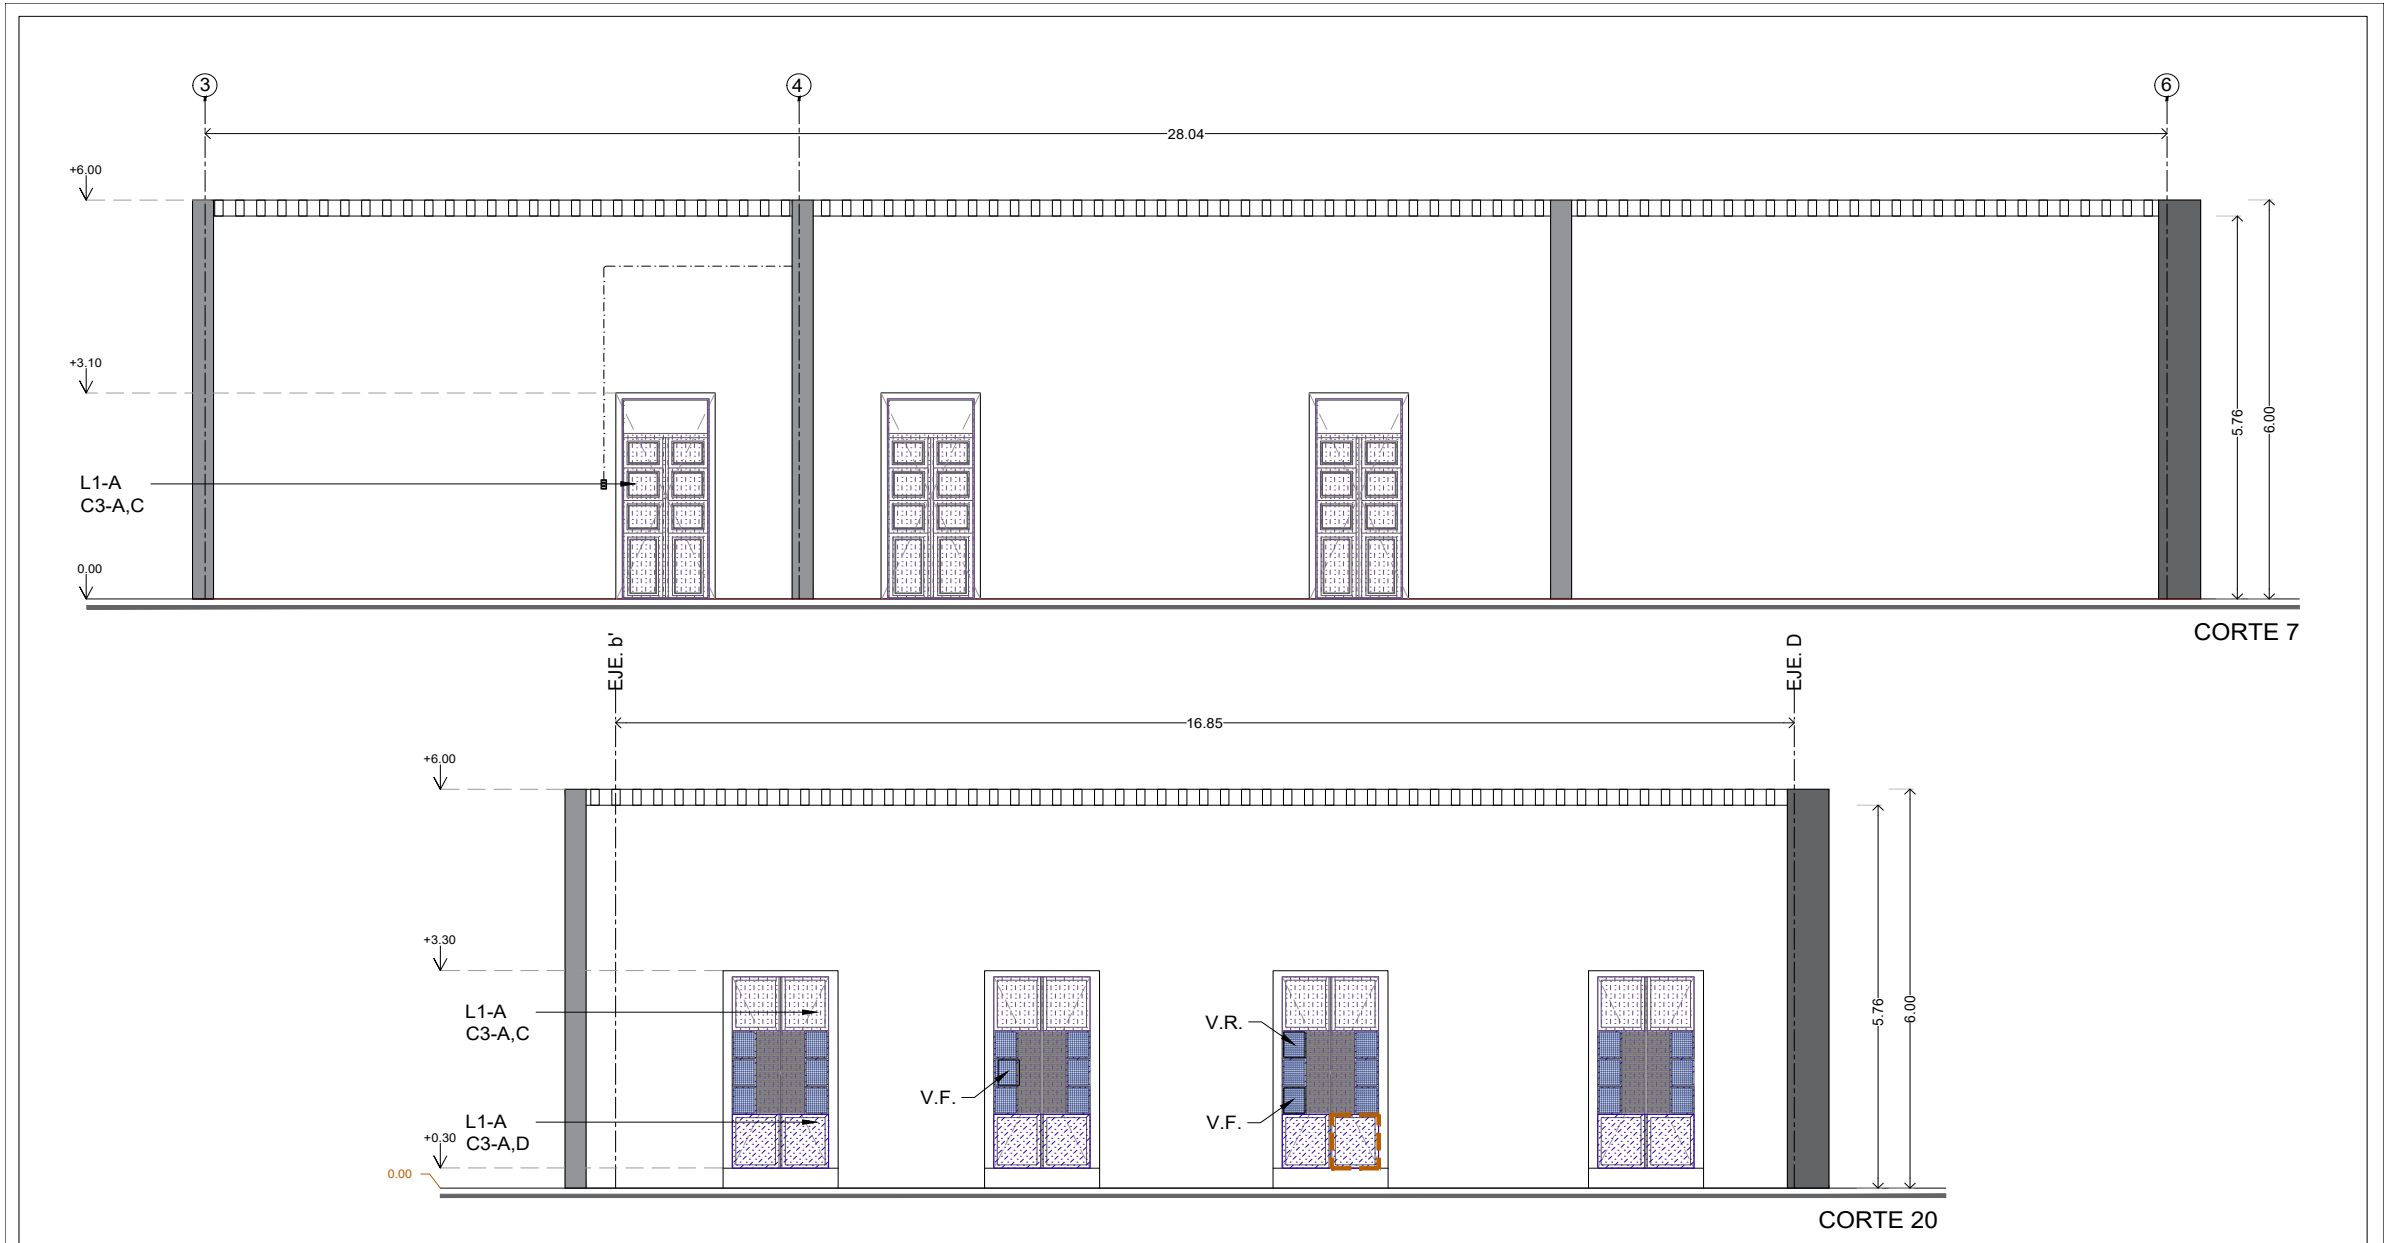 3
4
6
28.04
+6.00
+3.10
5.76
6.00
L1-A
C3-A,C
0.00
CORTE 7
EJE. b'
EJE. D
16.85
+6.00
+3.30
L1-A
C3-A,C
V.R.
5.76
6.00
V.F.
L1-A
C3-A,D
V.F.
+0.30
0.00
CORTE 20